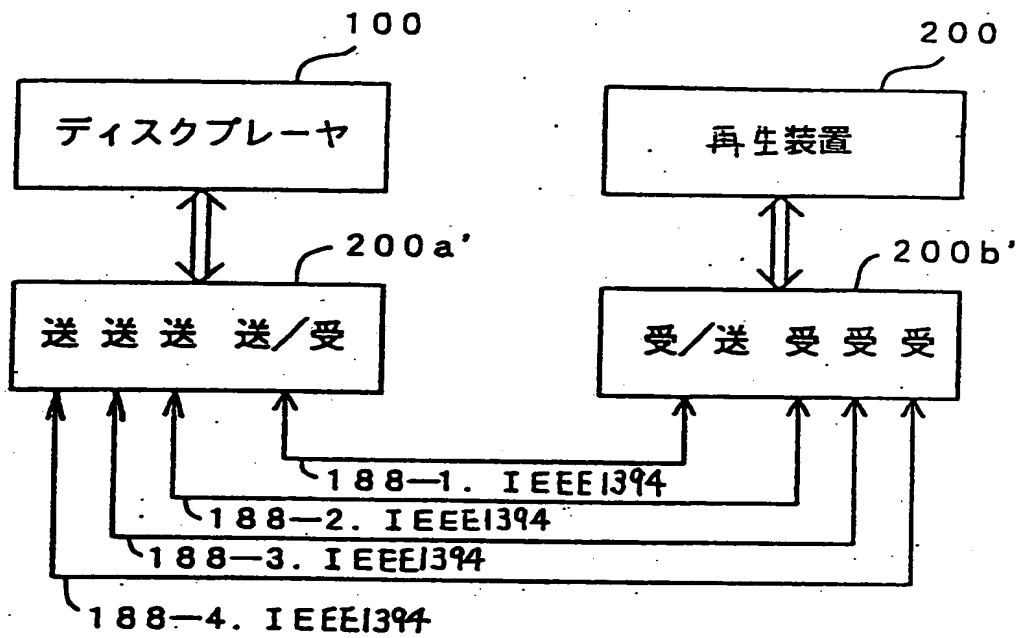 100
200
ディスクプレーヤ
再生装置
200a'
200b'
送 送 送 送/受
受/送 受 受 受
188—1. IEEE1394
188—2. IEEE1394
188—3. IEEE1394
188—4. IEEE1394